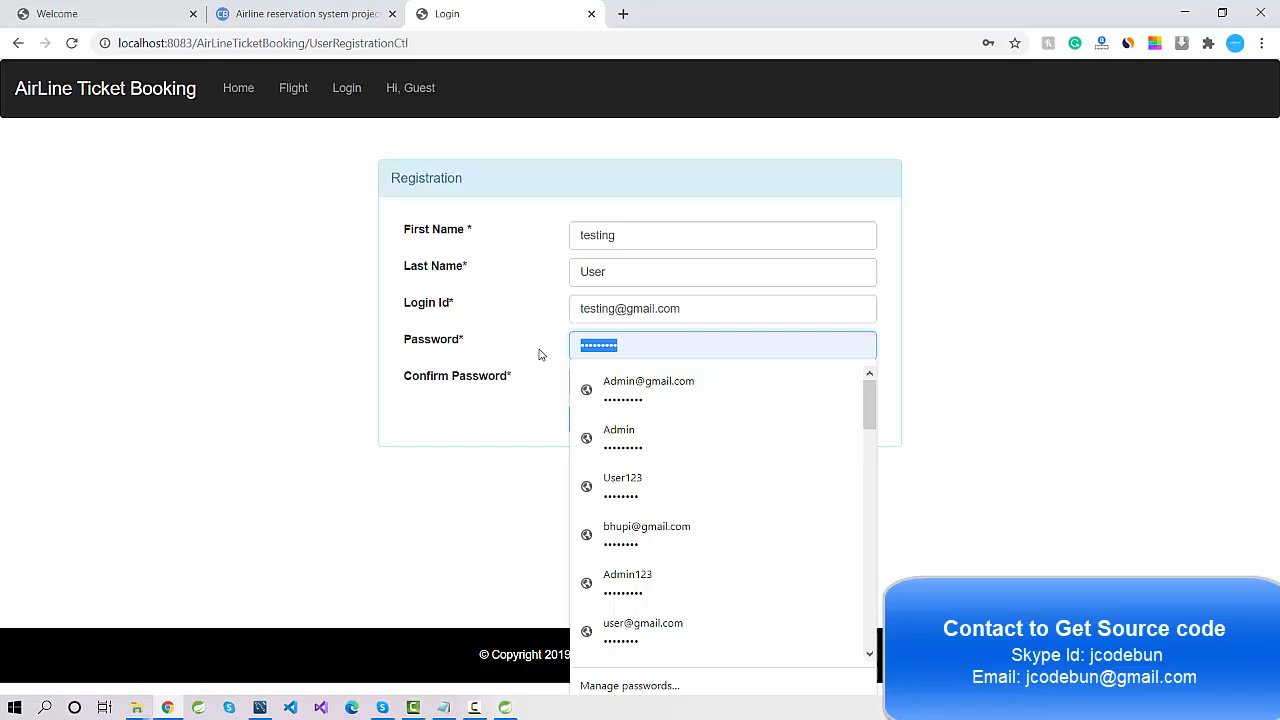 Welcome
Airline reservation system projec
Login
localhost:8083/AirLineTicketBooking/UserRegistrationCtl
AirLine Ticket Booking
Home
Flight
Login
Hi, Guest
Registration
First Name *
testing
Last Name*
User
Login Id*
testing@gmail.com
Password*
•••••••••
Confirm Password*
Admin@gmail.com
•••••••••
Admin
•••••••••
User123
••••••••
bhupi@gmail.com
••••••••
Admin123
•••••••••
user@gmail.com
••••••••
Manage passwords...
© Copyright 2019
Contact to Get Source code
Skype Id: jcodebun
Email: jcodebun@gmail.com